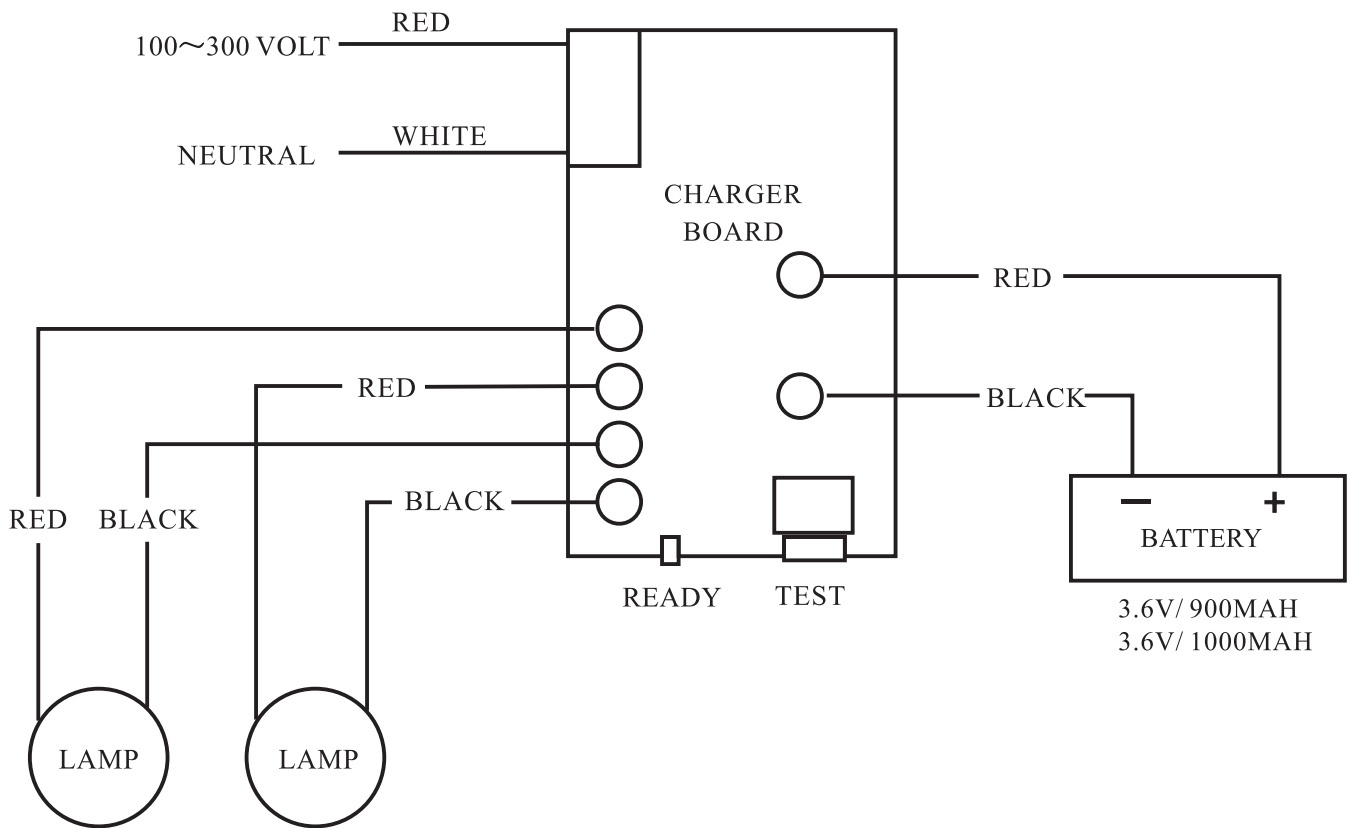 RED
100～300 VOLT
WHITE
NEUTRAL
CHARGER
BOARD
RED
RED
BLACK
BLACK
RED
BLACK
— +
BATTERY
READY
TEST
3.6V/ 900MAH
3.6V/ 1000MAH
LAMP
LAMP